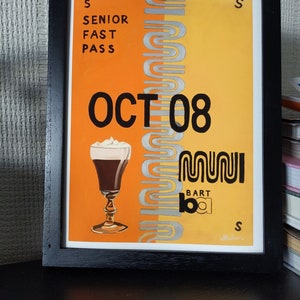 S S
SENIOR
FAST
PASS
OCT 08
MUNI
BART
ba
S